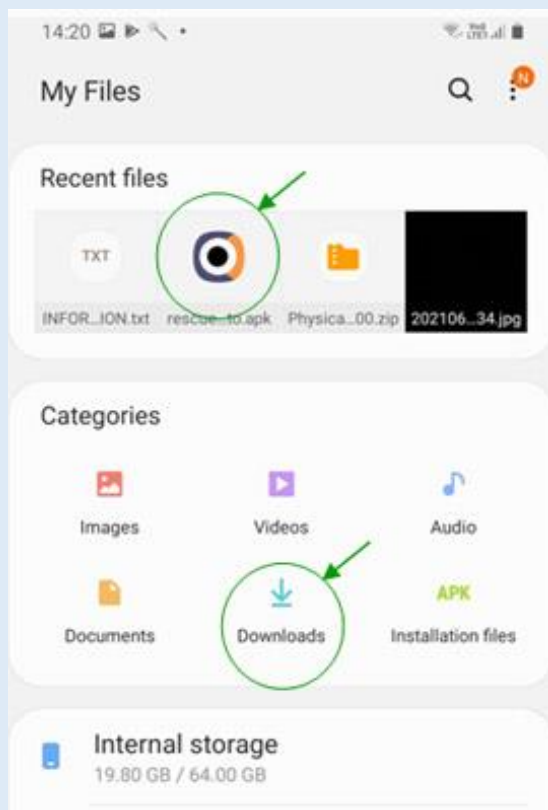 14:20
My Files
N
Recent files
TXT
INFOR...ION.txt rescue...to.apk Physica...00.zip 202106...34.jpg
Categories
Images Videos Audio
APK
Documents Downloads Installation files
Internal storage
19.80 GB / 64.00 GB